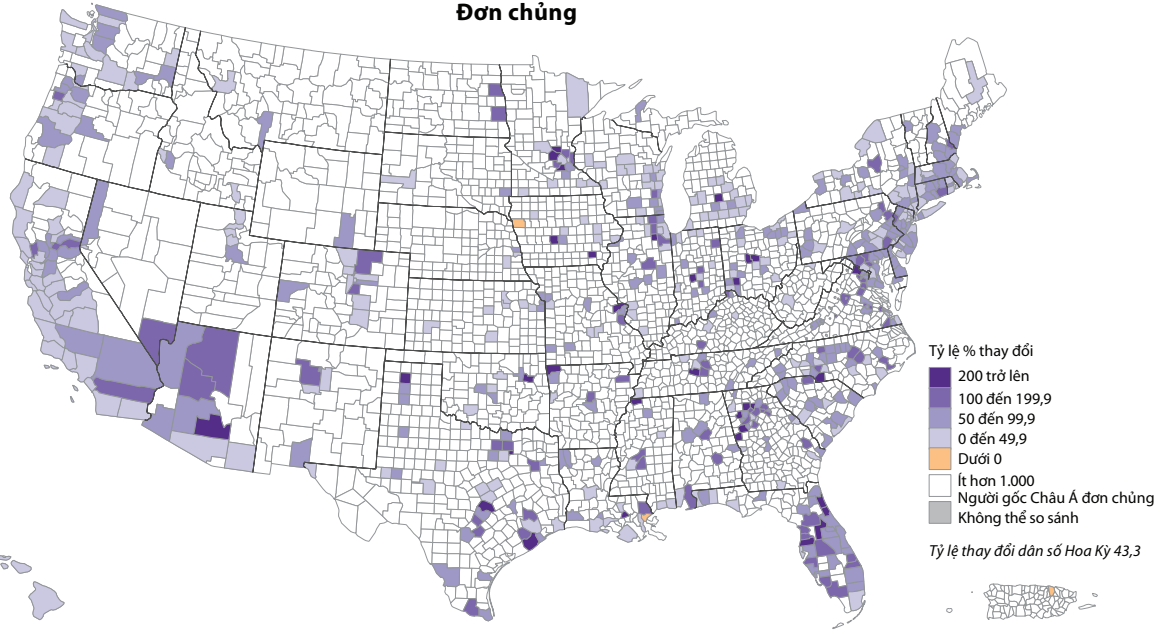 Đơn chủng
Tỷ lệ % thay đổi
200 trở lên
100 đến 199,9
50 đến 99,9
0 đến 49,9
Dưới 0
Ít hơn 1.000
Người gốc Châu Á đơn chủng
Không thể so sánh
Tỷ lệ thay đổi dân số Hoa Kỳ 43,3